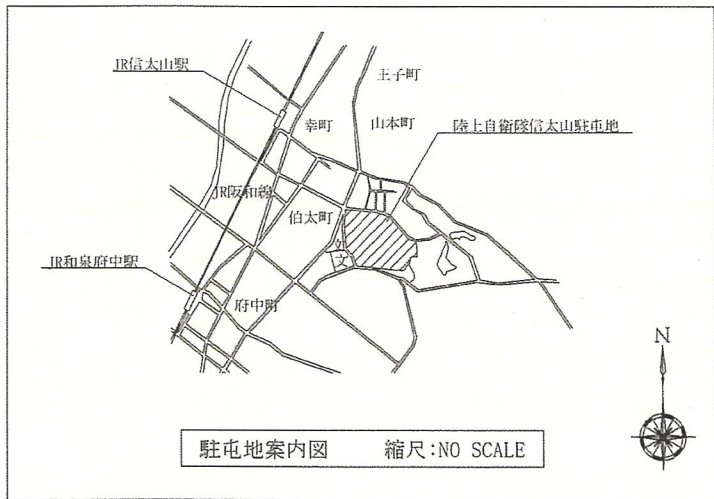 JR信太山駅
王子町
幸町
山本町
陸上自衛隊信太山駐屯地
JR阪和線
伯太町
文
文
JR和泉府中駅
府中町
N
駐屯地案内図 縮尺:NO SCALE